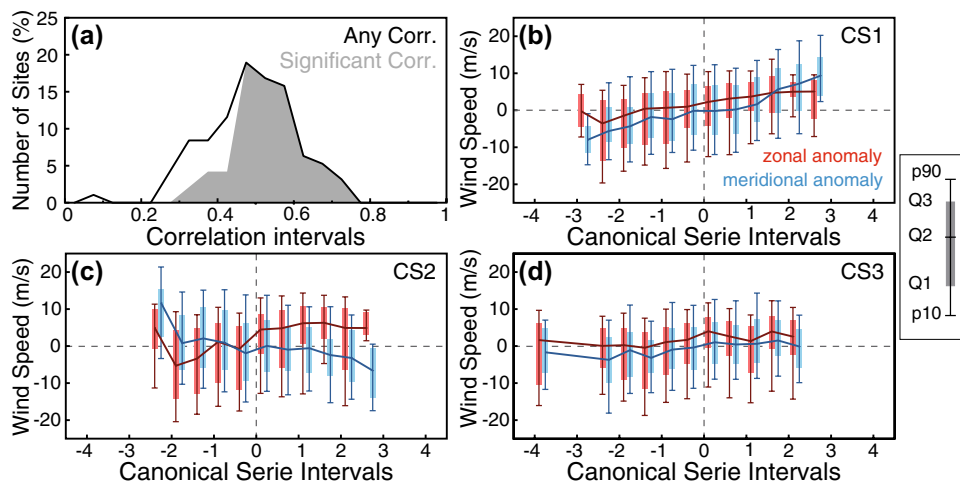 (a)
Any Corr.
Significant Corr.
Number of Sites (%)
25
20
15
10
5
0
0 0.2 0.4 0.6 0.8 1
Correlation intervals
(b)
CS1
Wind Speed (m/s)
20
10
0
-10
-20
zonal anomaly
meridional anomaly
-4 -3 -2 -1 0 1 2 3 4
Canonical Serie Intervals
p90
Q3
Q2
Q1
p10
(c)
CS2
Wind Speed (m/s)
20
10
0
-10
-20
-4 -3 -2 -1 0 1 2 3 4
Canonical Serie Intervals
(d)
CS3
Wind Speed (m/s)
20
10
0
-10
-20
-4 -3 -2 -1 0 1 2 3 4
Canonical Serie Intervals